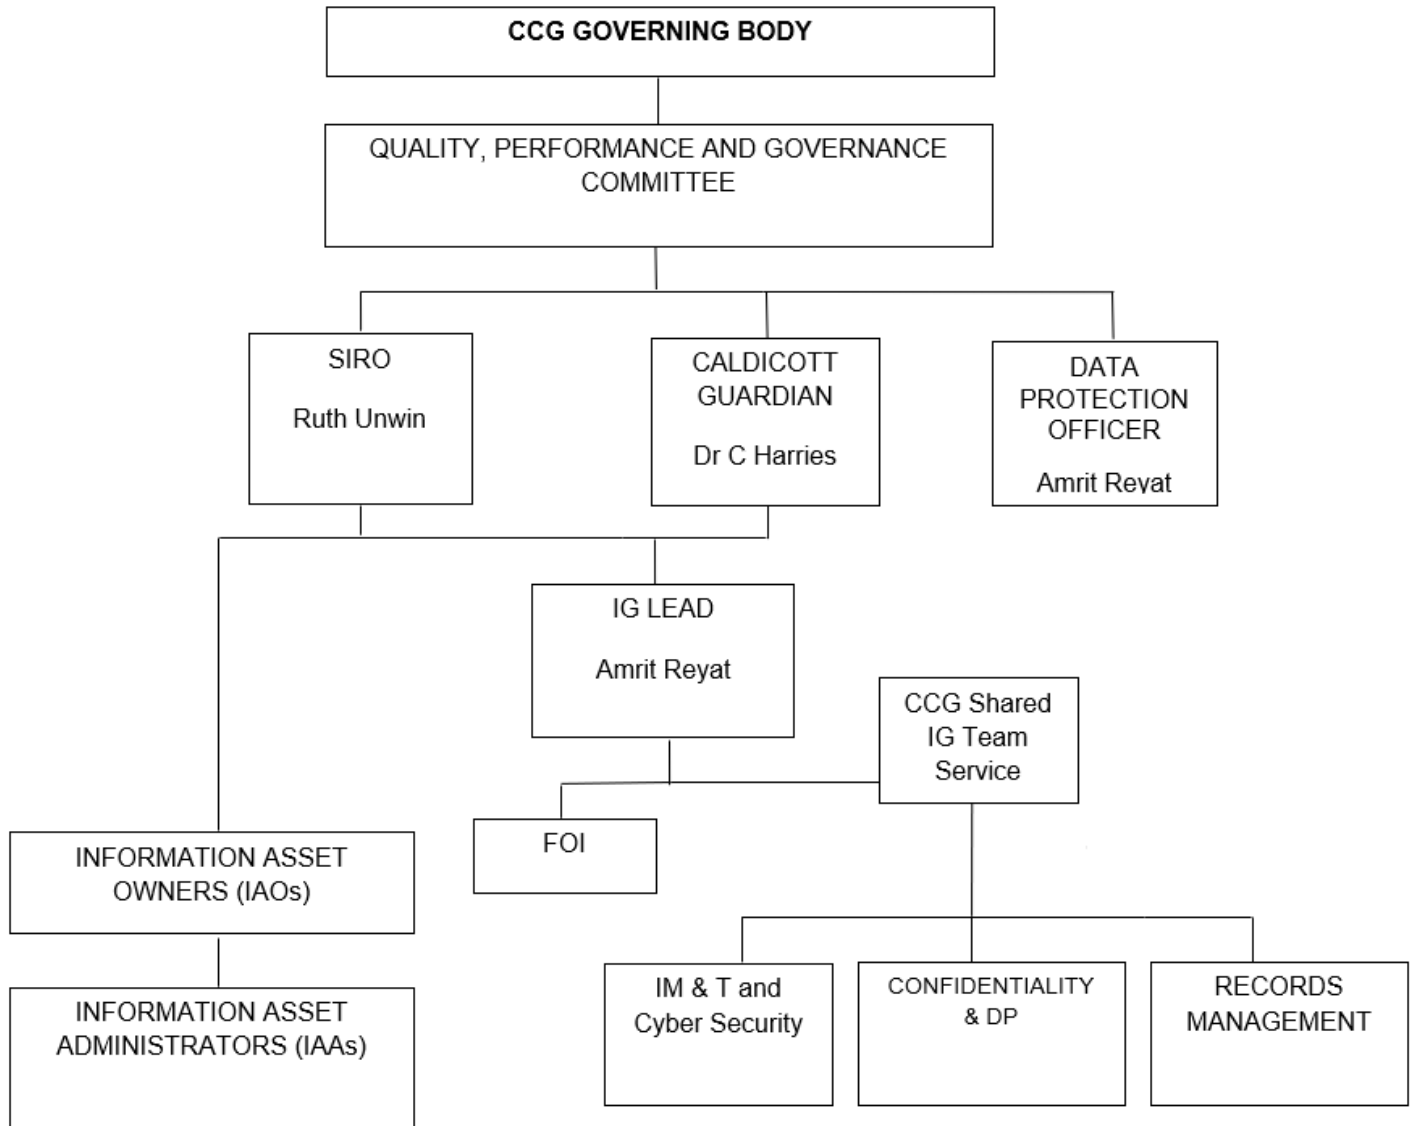 CCG GOVERNING BODY
QUALITY, PERFORMANCE AND GOVERNANCE
COMMITTEE
SIRO
Ruth Unwin
CALDICOTT
GUARDIAN
Dr C Harries
DATA
PROTECTION
OFFICER
Amrit Reyat
IG LEAD
Amrit Reyat
CCG Shared
IG Team
Service
FOI
INFORMATION ASSET
OWNERS (IAOs)
INFORMATION ASSET
ADMINISTRATORS (IAAs)
IM & T and
Cyber Security
CONFIDENTIALITY
& DP
RECORDS
MANAGEMENT